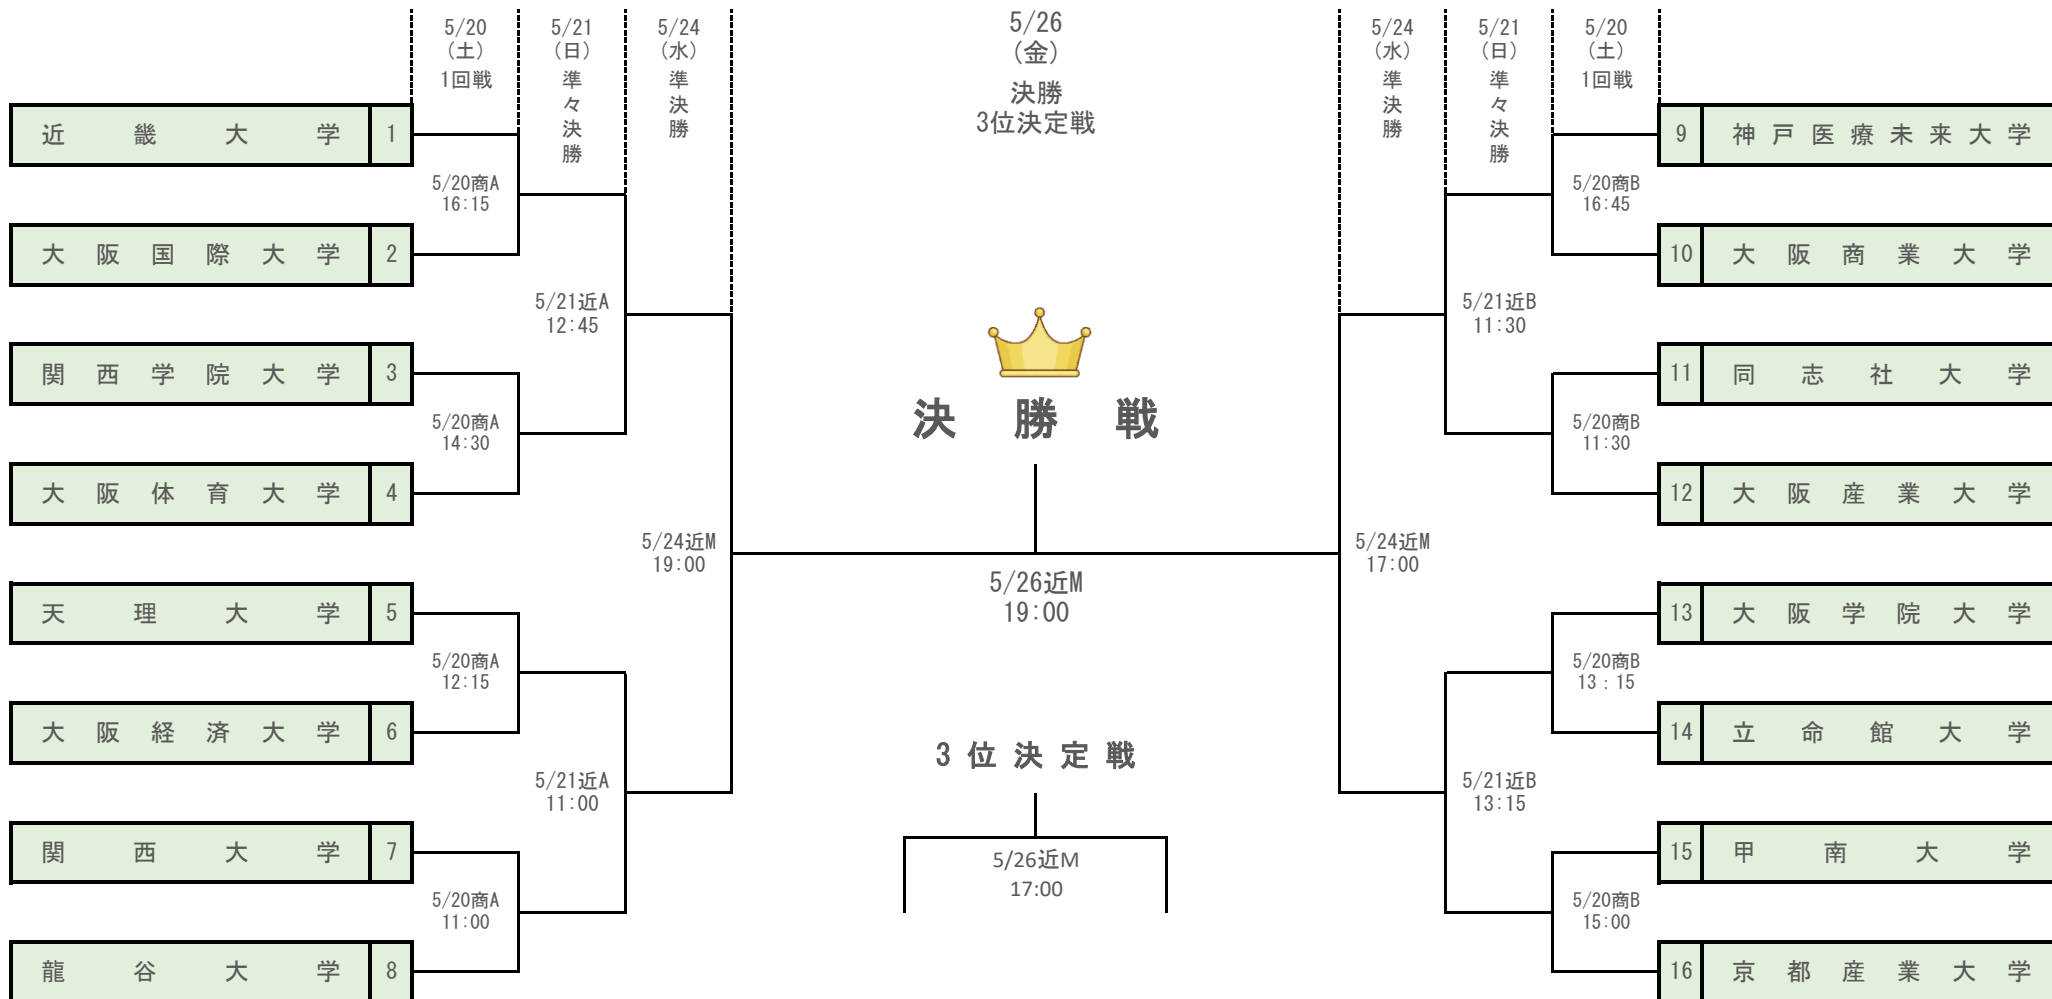 5/20
（土）
1回戦
5/21
（日）
準々決勝
5/24
（水）
準決勝
5/26
（金）
決勝
3位決定戦
5/24
（水）
準決勝
5/21
（日）
準々決勝
5/20
（土）
1回戦
近畿大学 1
5/20商A
16:15
大阪国際大学 2
5/21近A
12:45
関西学院大学 3
5/20商A
14:30
大阪体育大学 4
5/24近M
19:00
天理大学 5
5/20商A
12:15
大阪経済大学 6
5/21近A
11:00
関西大学 7
5/20商A
11:00
龍谷大学 8
決勝戦
5/26近M
19:00
3位決定戦
5/26近M
17:00
9 神戸医療未来大学
5/20商B
16:45
10 大阪商業大学
5/21近B
11:30
11 同志社大学
5/20商B
11:30
12 大阪産業大学
5/24近M
17:00
13 大阪学院大学
5/20商B
13：15
14 立命館大学
5/21近B
13:15
15 甲南大学
5/20商B
15:00
16 京都産業大学